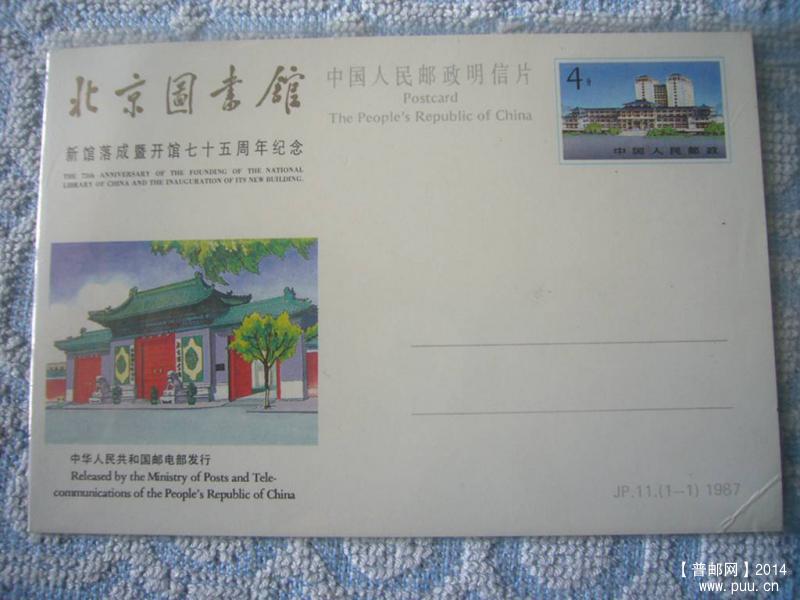 北京圖書館
新馆落成暨开馆七十五周年纪念
THE 75th ANNIVERSARY OF THE FOUNDING OF THE NATIONAL
LIBRARY OF CHINA AND THE INAUGURATION OF ITS NEW BUILDING.
中国人民邮政明信片
Postcard
The People's Republic of China
4分
中国人民邮政
中华人民共和国邮电部发行
Released by the Ministry of Posts and Tele-
communications of the People's Republic of China
JP.11.(1-1) 1987
【普邮网】2014
www.puu.cn